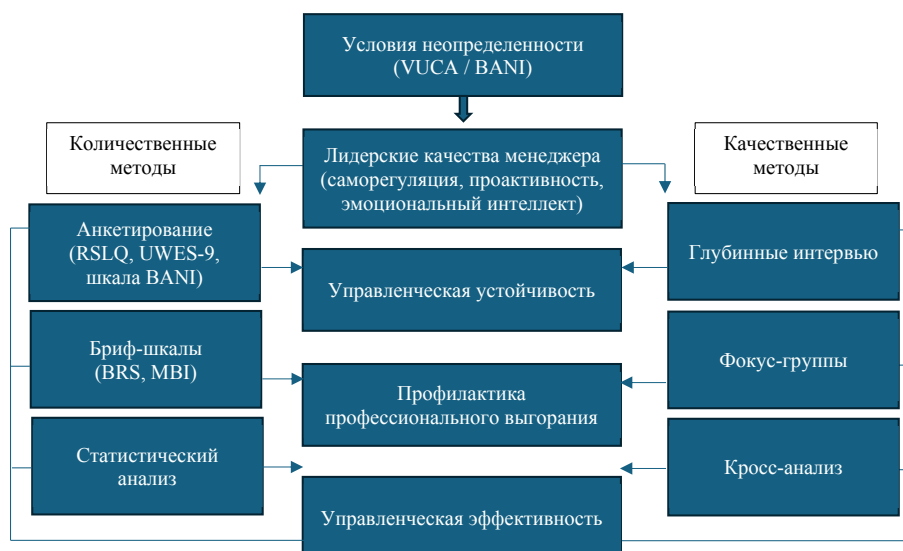 Условия неопределенности
(VUCA / BANI)
Количественные
методы
Лидерские качества менеджера
(саморегуляция, проактивность,
эмоциональный интеллект)
Качественные
методы
Анкетирование
(RSLQ, UWES-9,
шкала BANI)
Управленческая устойчивость
Глубинные интервью
Бриф-шкалы
(BRS, MBI)
Профилактика
профессионального выгорания
Фокус-группы
Статистический
анализ
Управленческая эффективность
Кросс-анализ